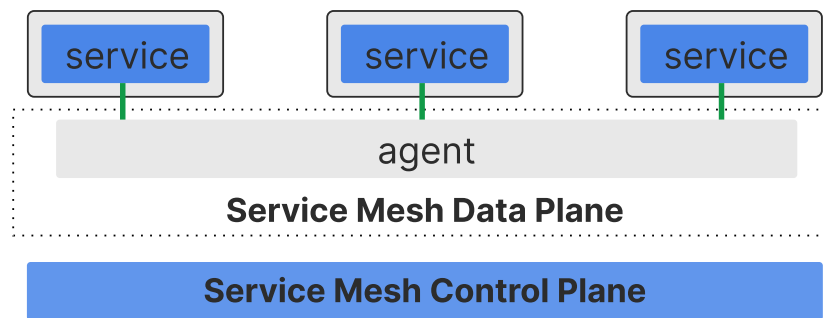 service
service
service
agent
Service Mesh Data Plane
Service Mesh Control Plane